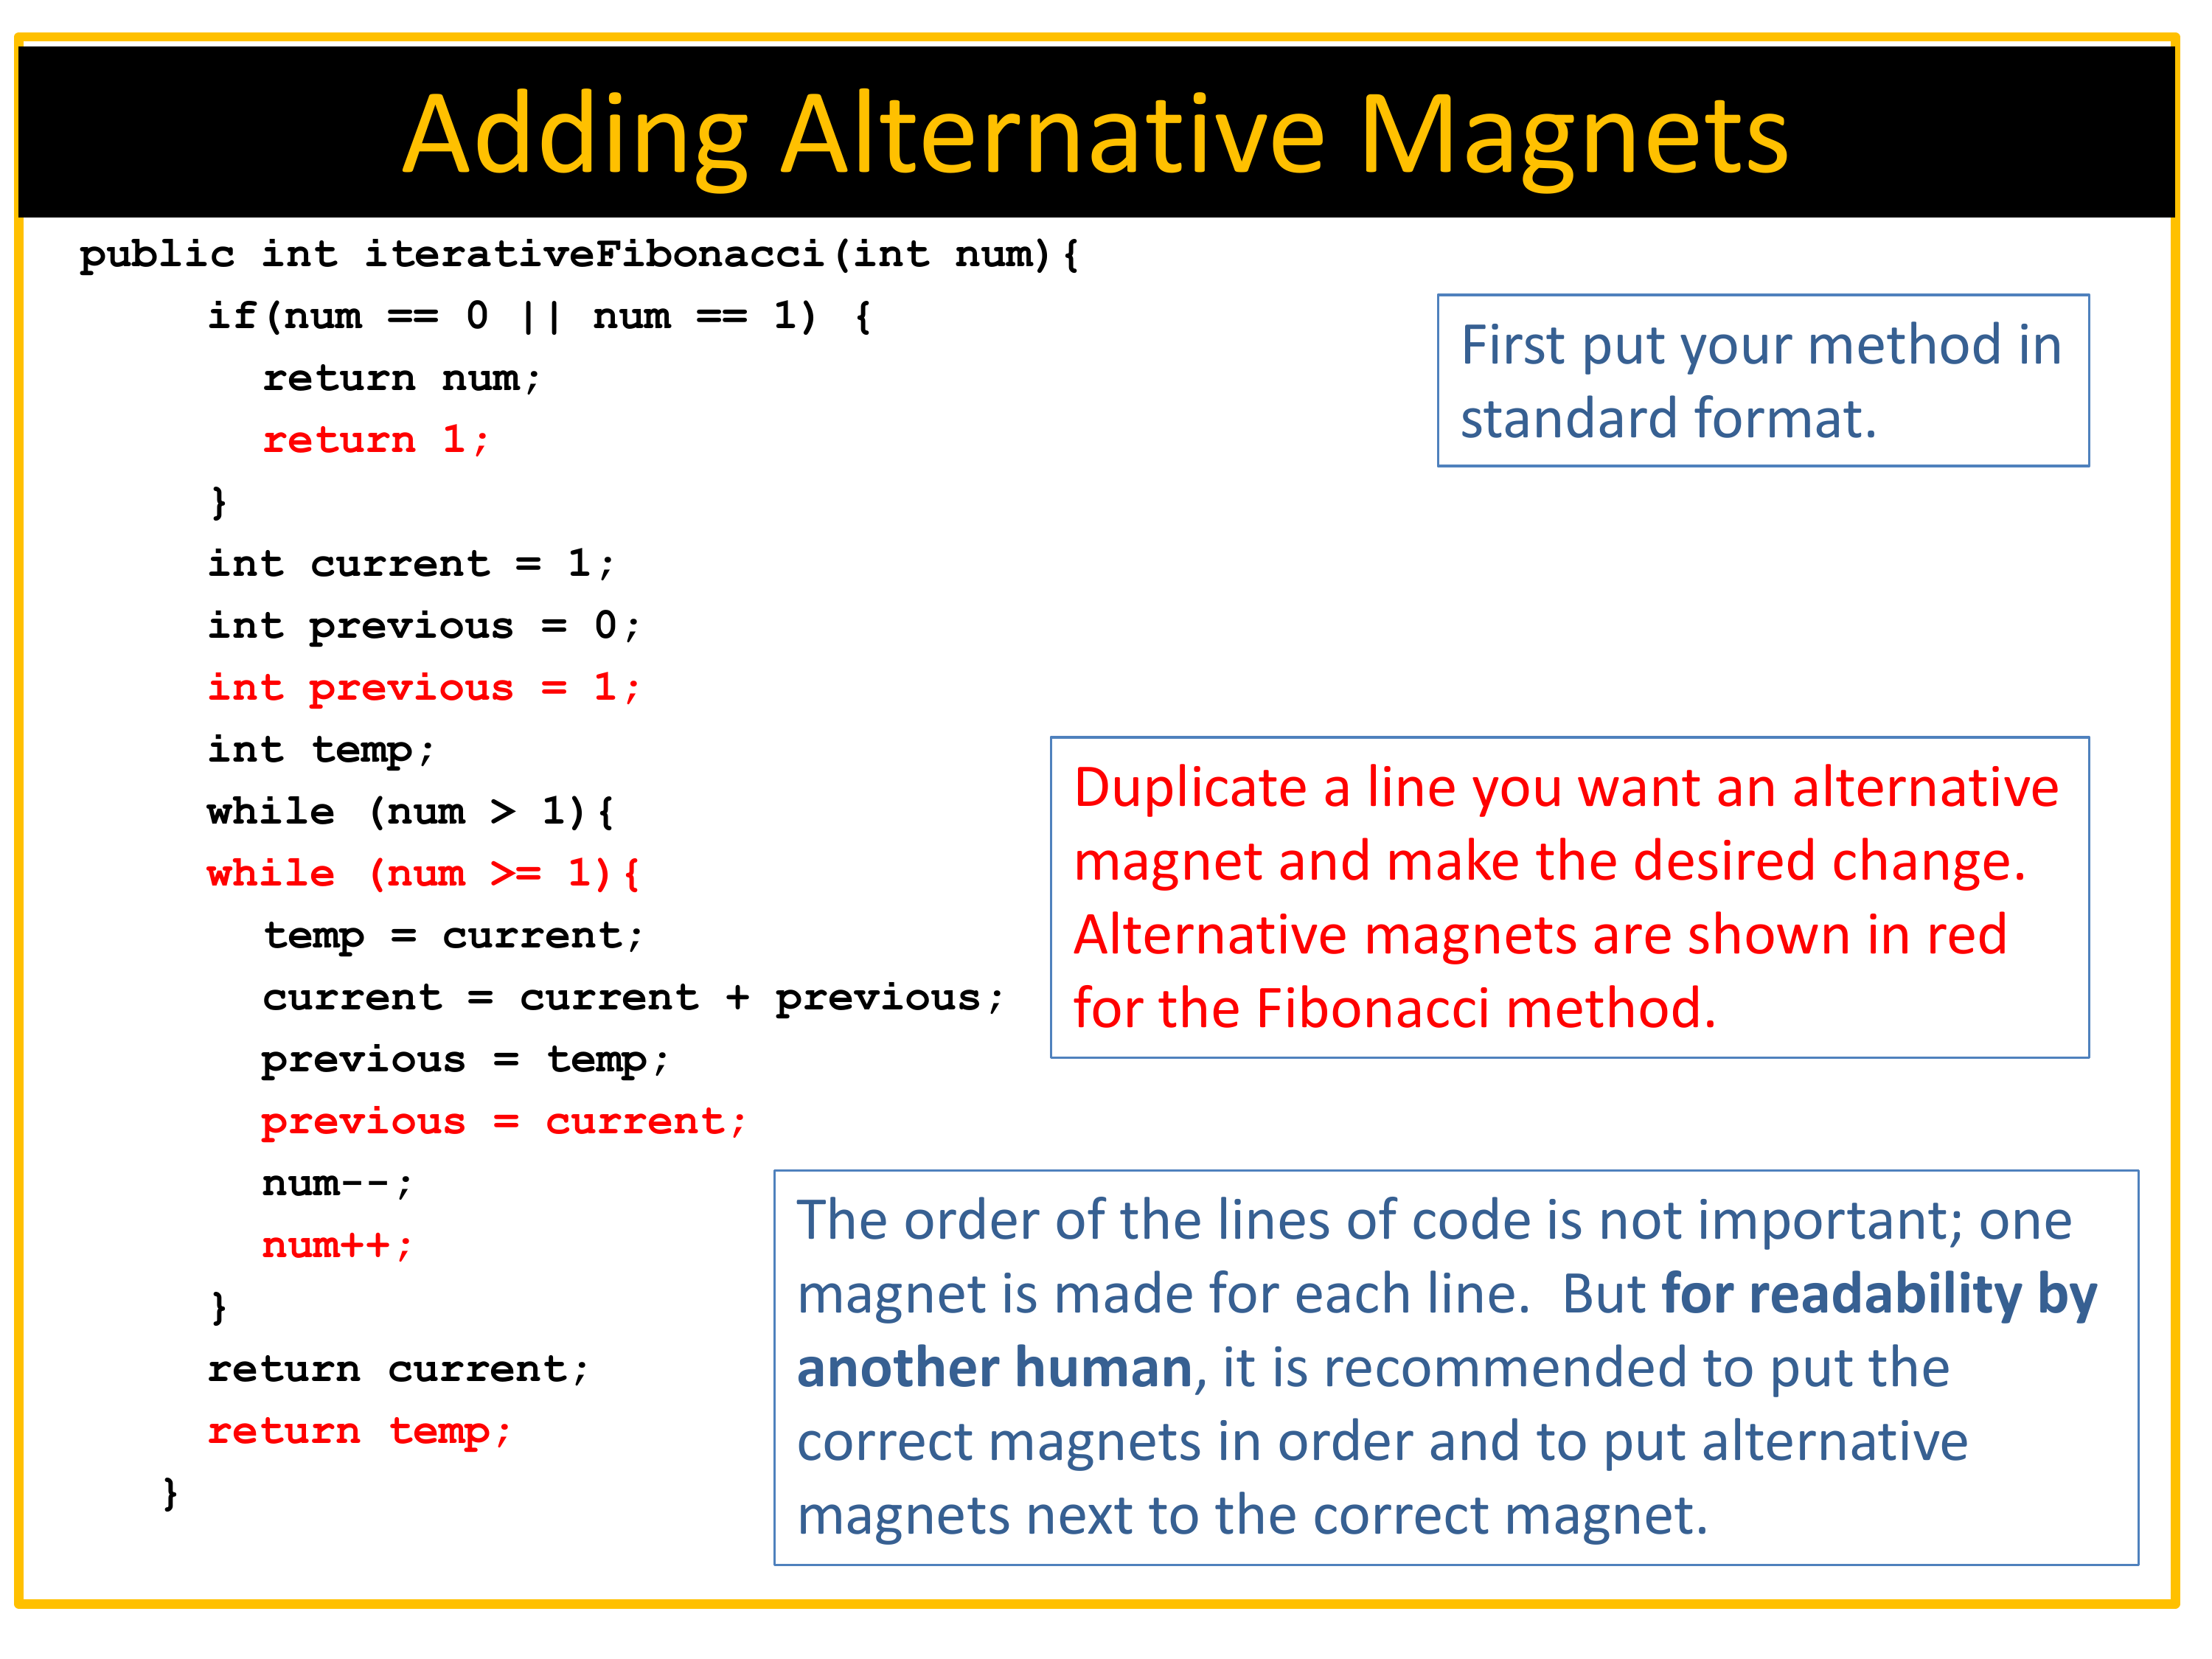 Adding Alternative Magnets
public int iterativeFibonacci(int num){
if(num == 0 || num == 1) {
return num;
return 1;
}
int current = 1;
int previous = 0;
int previous = 1;
int temp;
while (num > 1){
while (num >= 1){
temp = current;
current = current + previous;
previous = temp;
previous = current;
num--;
num++;
}
return current;
return temp;
}
First put your method in
standard format.
Duplicate a line you want an alternative
magnet and make the desired change.
Alternative magnets are shown in red
for the Fibonacci method.
The order of the lines of code is not important; one
magnet is made for each line.  But for readability by
another human, it is recommended to put the
correct magnets in order and to put alternative
magnets next to the correct magnet.